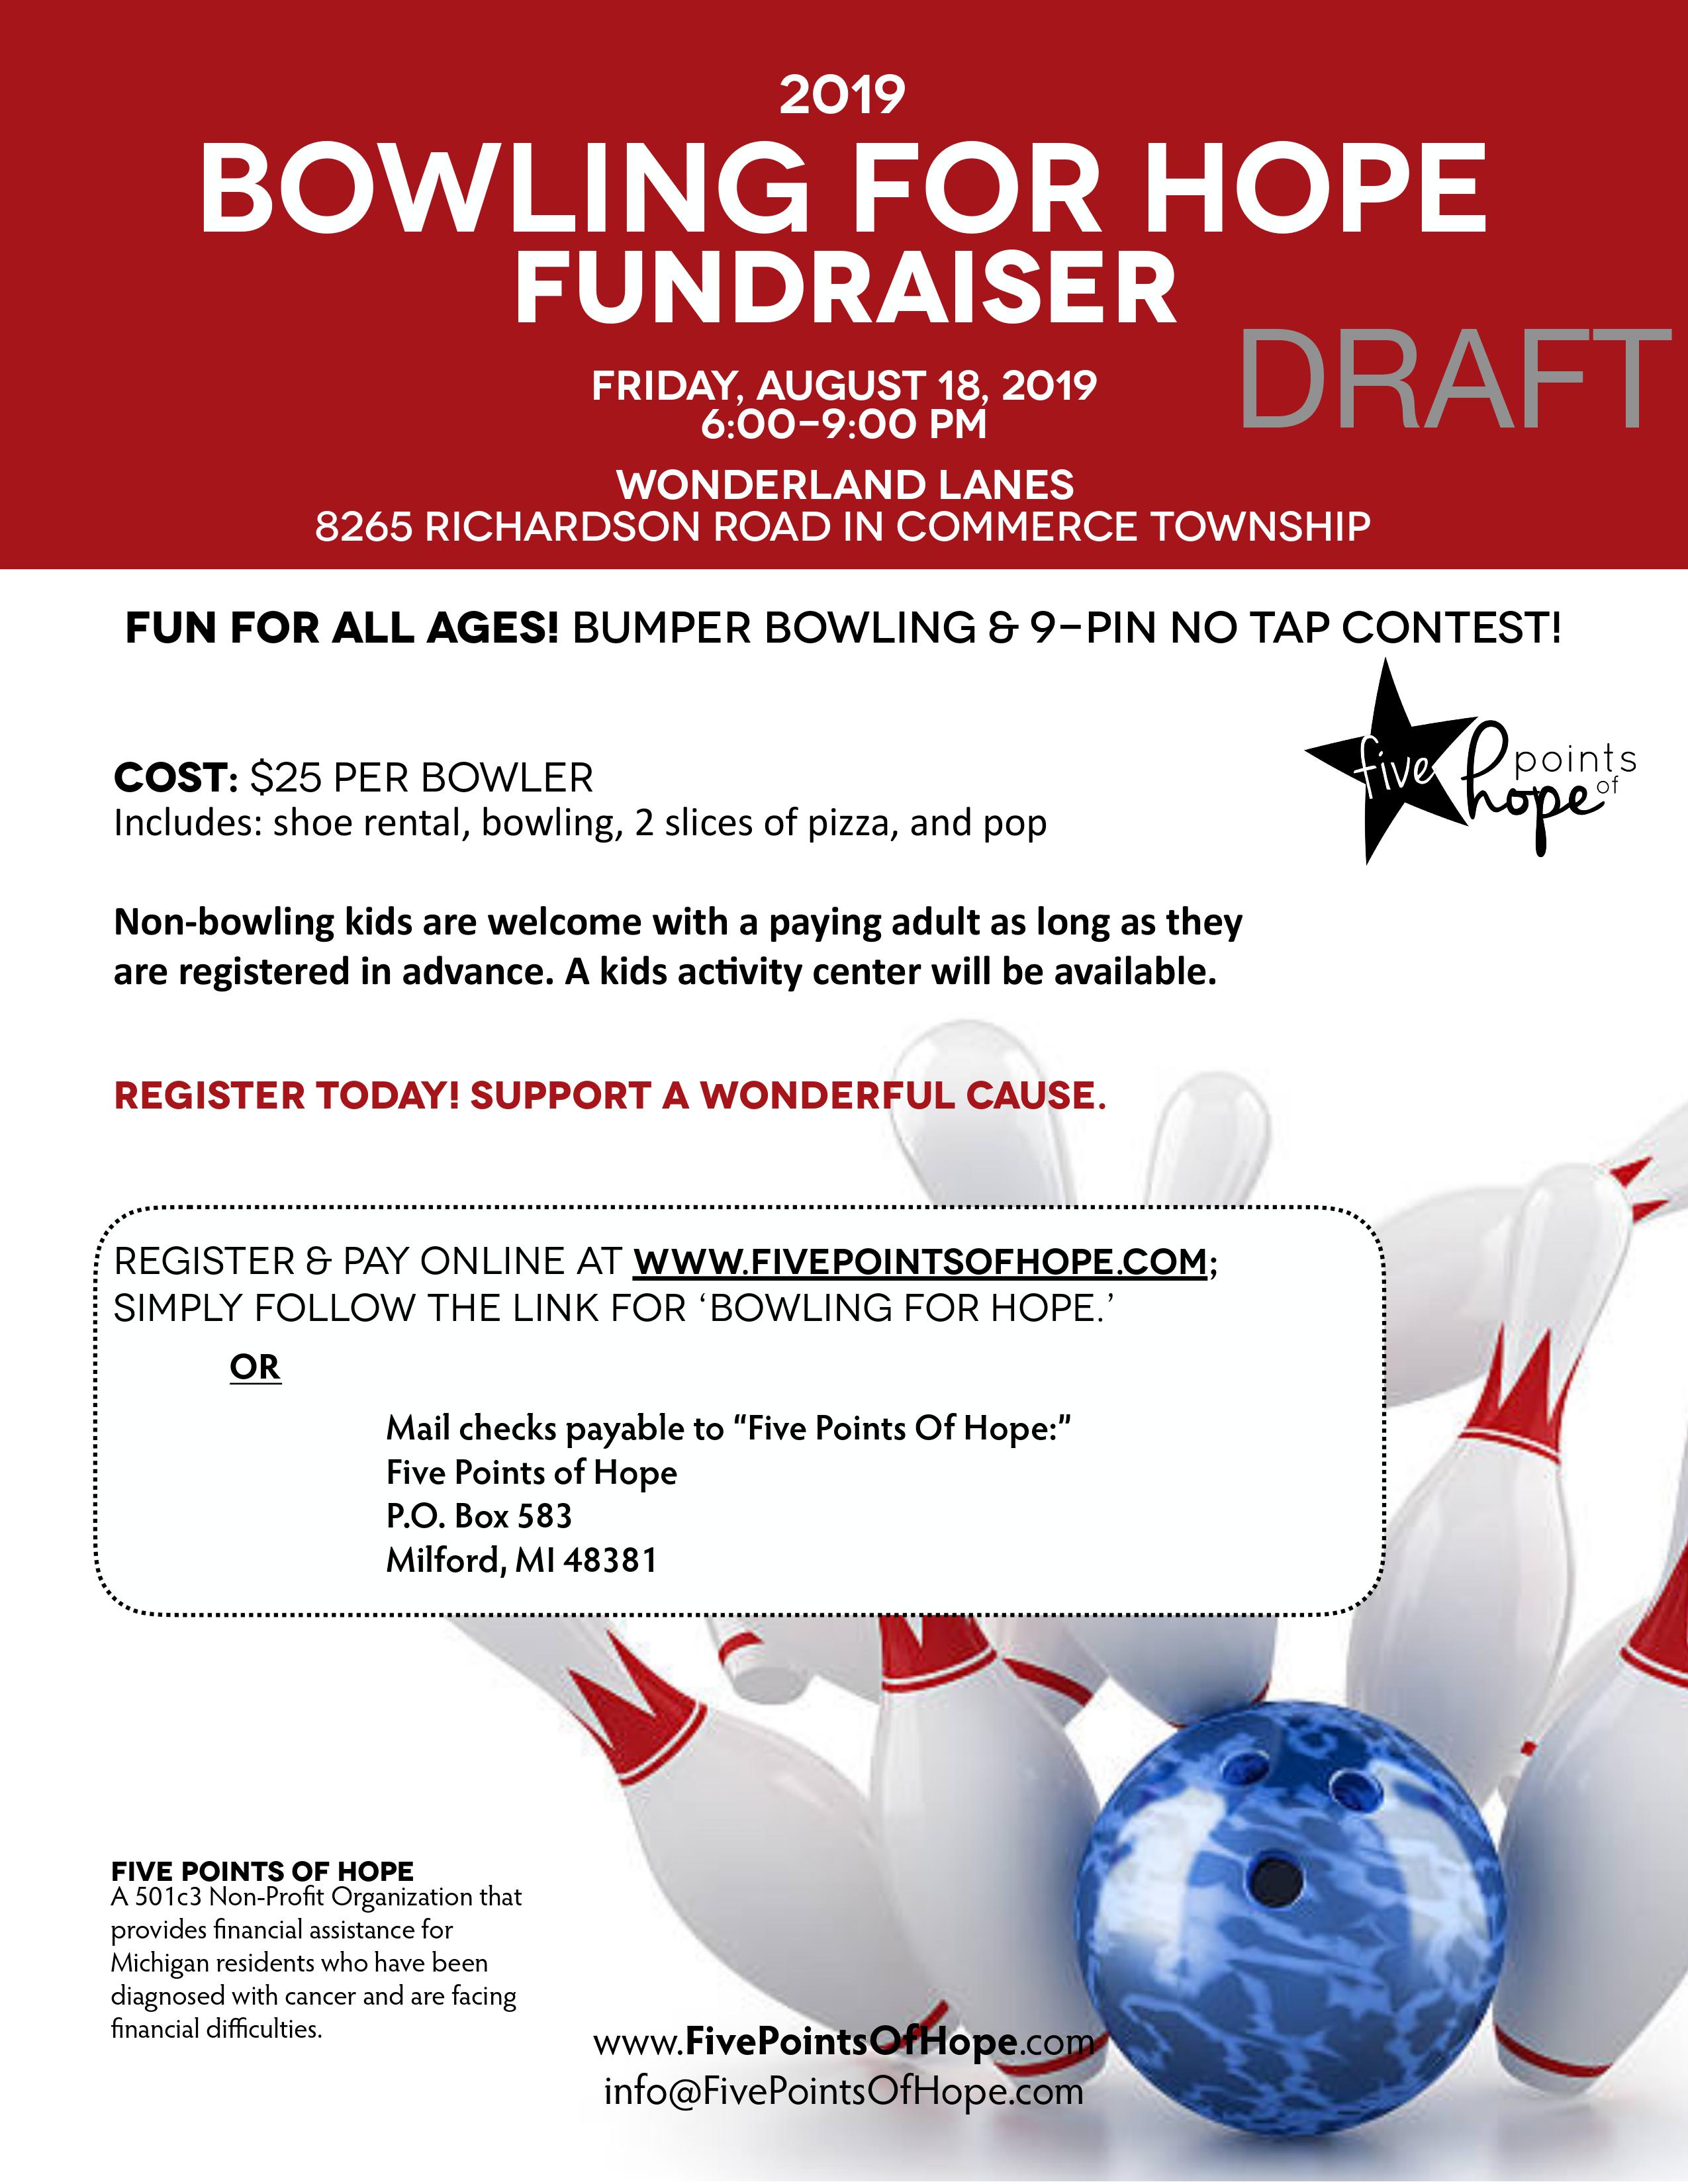 2019
BOWLING FOR HOPE
FUNDRAISER
DRAFT
FRIDAY, AUGUST 18, 2019
6:00-9:00 PM
WONDERLAND LANES
8265 RICHARDSON ROAD IN COMMERCE TOWNSHIP
FUN FOR ALL AGES! BUMPER BOWLING & 9-PIN NO TAP CONTEST!
five points of hope
COST: $25 PER BOWLER
Includes: shoe rental, bowling, 2 slices of pizza, and pop
Non-bowling kids are welcome with a paying adult as long as they
are registered in advance. A kids activity center will be available.
REGISTER TODAY! SUPPORT A WONDERFUL CAUSE.
REGISTER & PAY ONLINE AT WWW.FIVEPOINTSOFHOPE.COM;
SIMPLY FOLLOW THE LINK FOR ‘BOWLING FOR HOPE.’
OR
Mail checks payable to “Five Points Of Hope:”
Five Points of Hope
P.O. Box 583
Milford, MI 48381
FIVE POINTS OF HOPE
A 501c3 Non-Profit Organization that
provides financial assistance for
Michigan residents who have been
diagnosed with cancer and are facing
financial difficulties.
www.FivePointsOfHope.com
info@FivePointsOfHope.com